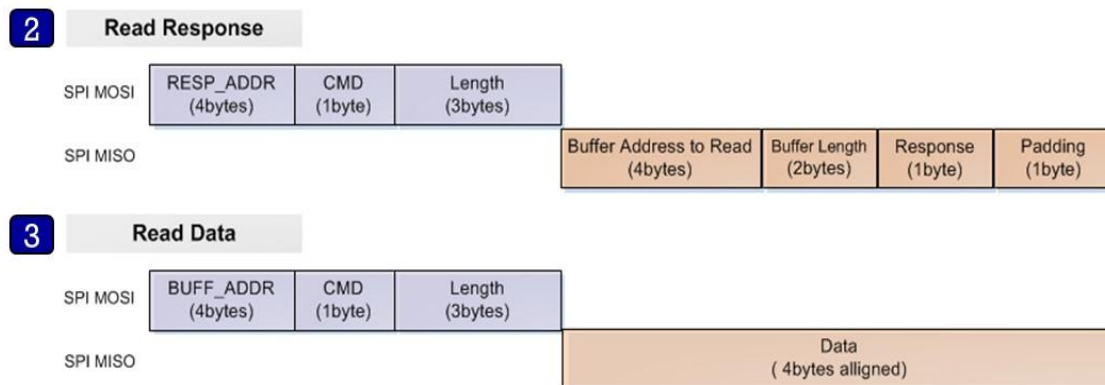 2 Read Response
SPI MOSI RESP_ADDR CMD Length
(4bytes) (1byte) (3bytes)
SPI MISO Buffer Address to Read Buffer Length Response Padding
(4bytes) (2bytes) (1byte) (1byte)
3 Read Data
SPI MOSI BUFF_ADDR CMD Length
(4bytes) (1byte) (3bytes)
SPI MISO Data
( 4bytes alligned)